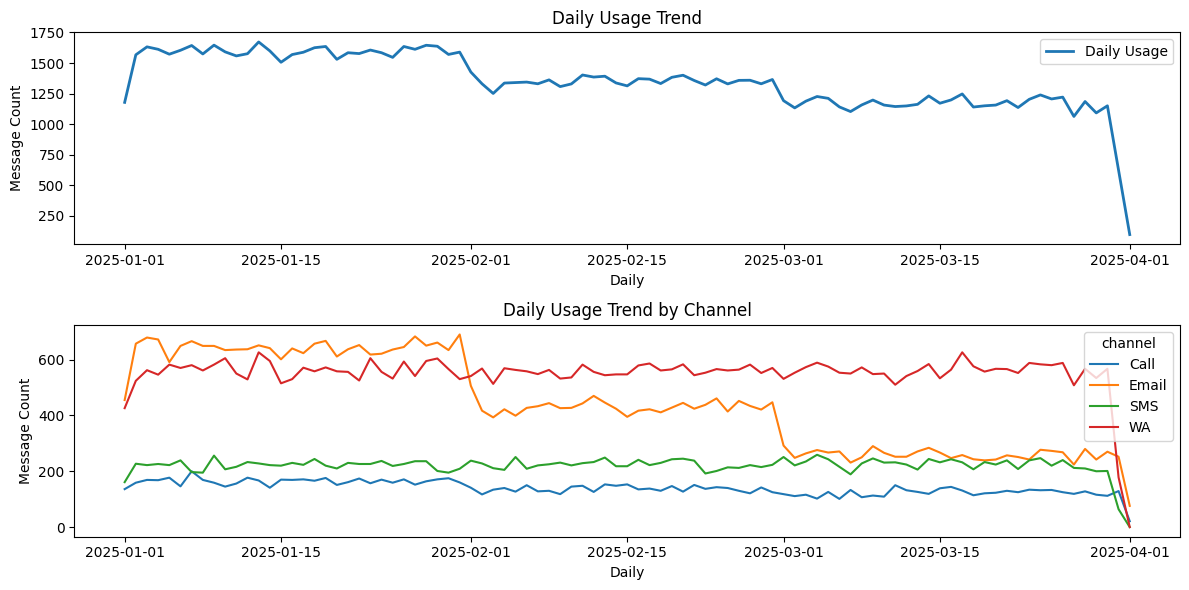 Daily Usage Trend
1750
1500
1250
1000
750
500
250
Message Count
Daily Usage
2025-01-01 2025-01-15 2025-02-01 2025-02-15 2025-03-01 2025-03-15 2025-04-01
Daily
Daily Usage Trend by Channel
600
400
200
0
Message Count
channel
Call
Email
SMS
WA
2025-01-01 2025-01-15 2025-02-01 2025-02-15 2025-03-01 2025-03-15 2025-04-01
Daily